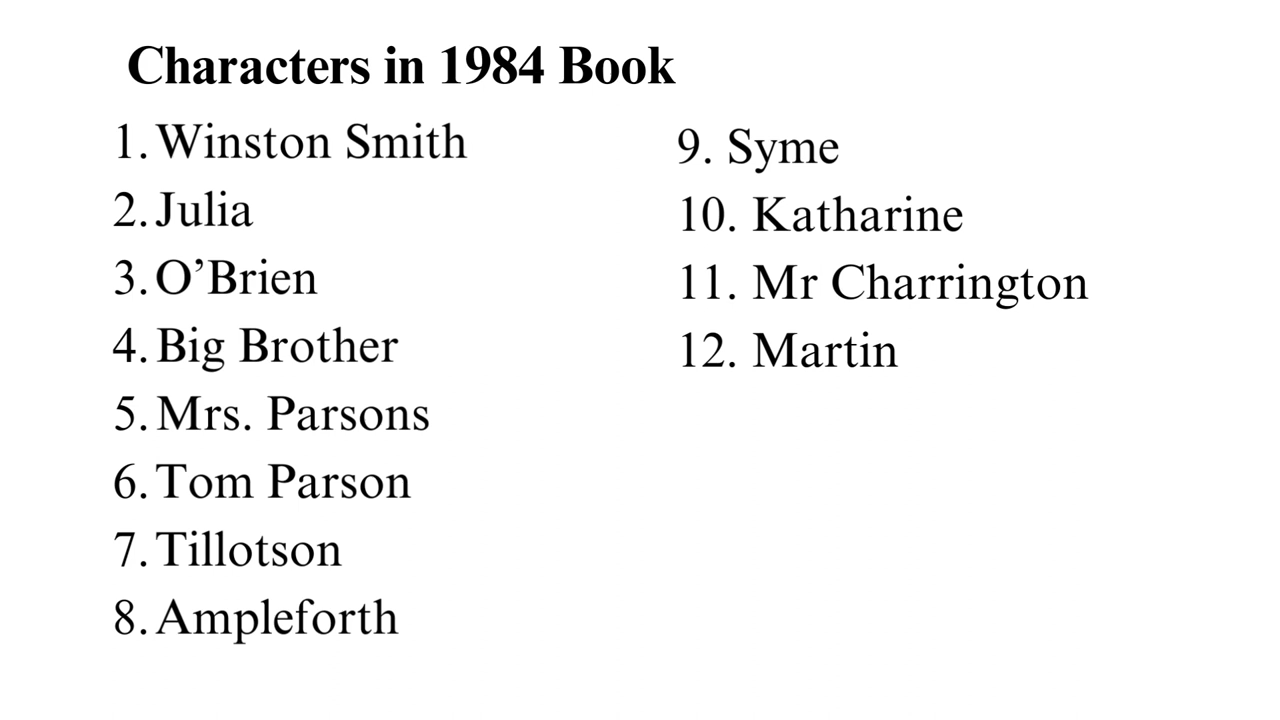 Characters in 1984 Book
1. Winston Smith
2. Julia
3. O’Brien
4. Big Brother
5. Mrs. Parsons
6. Tom Parson
7. Tillotson
8. Ampleforth
9. Syme
10. Katharine
11. Mr Charrington
12. Martin